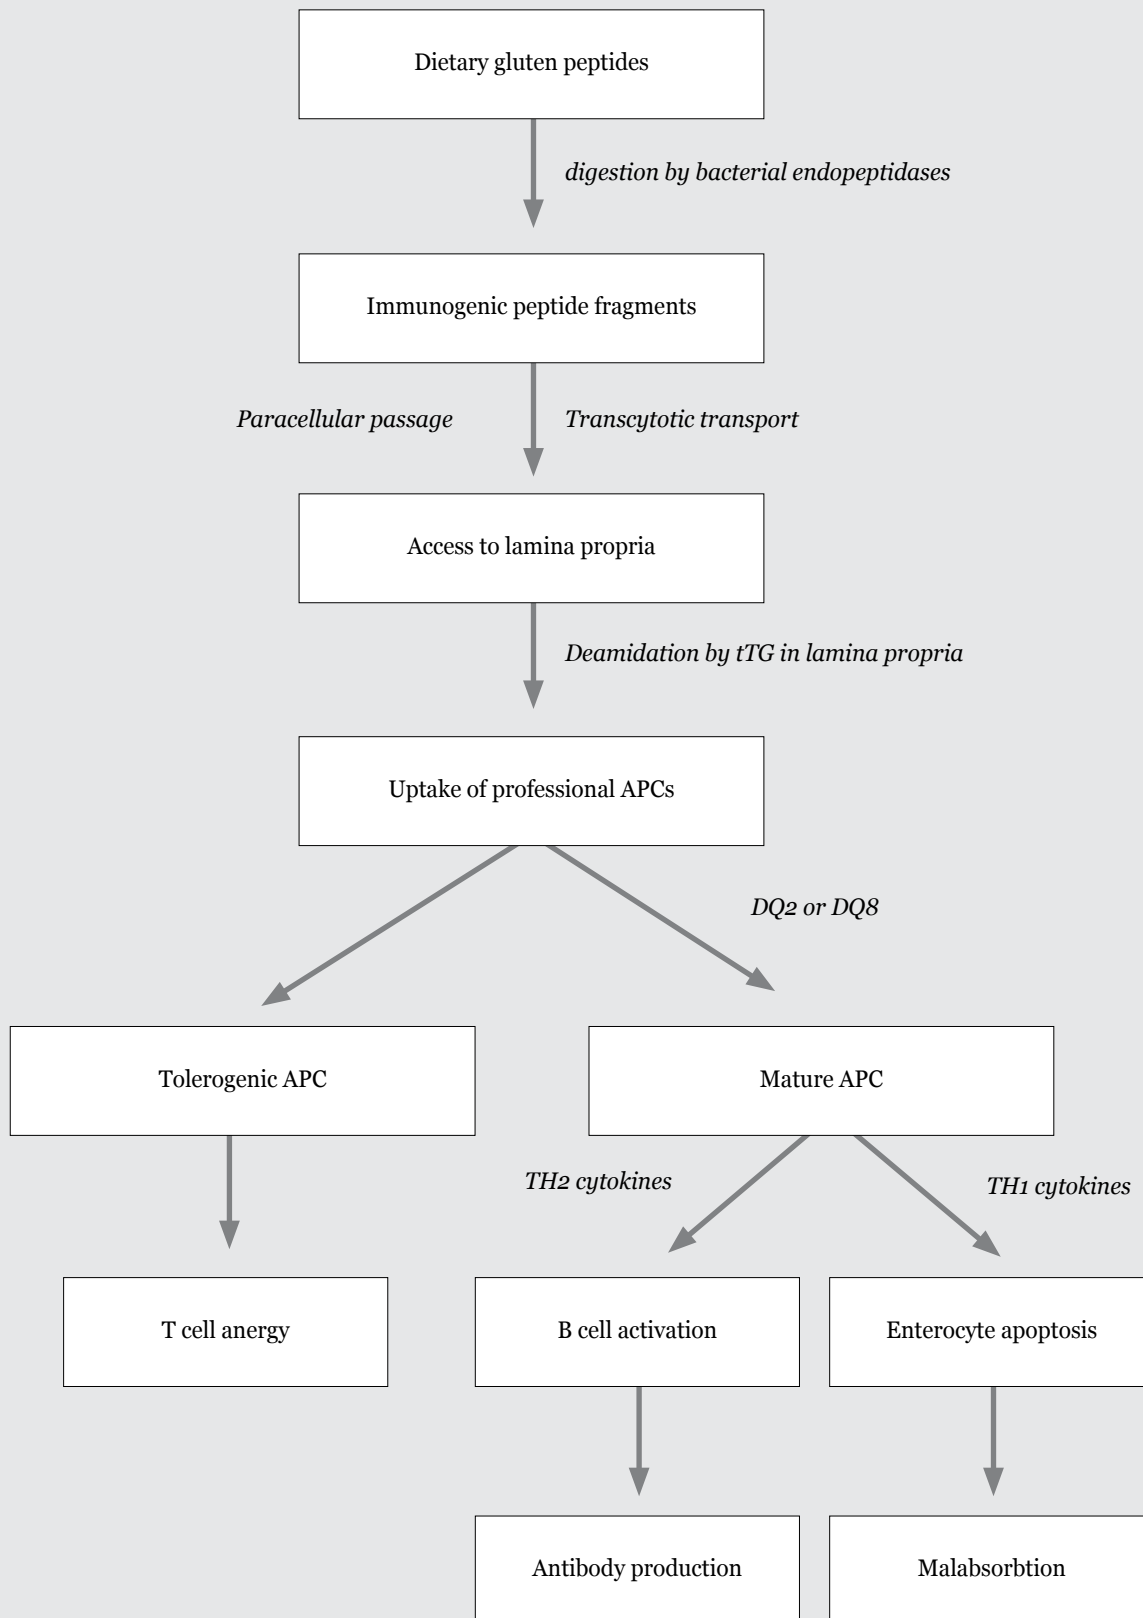 Dietary gluten peptides
digestion by bacterial endopeptidases
Immunogenic peptide fragments
Paracellular passage
Transcytotic transport
Access to lamina propria
Deamidation by tTG in lamina propria
Uptake of professional APCs
DQ2 or DQ8
Tolerogenic APC
Mature APC
TH2 cytokines
TH1 cytokines
T cell anergy
B cell activation
Enterocyte apoptosis
Antibody production
Malabsorbtion